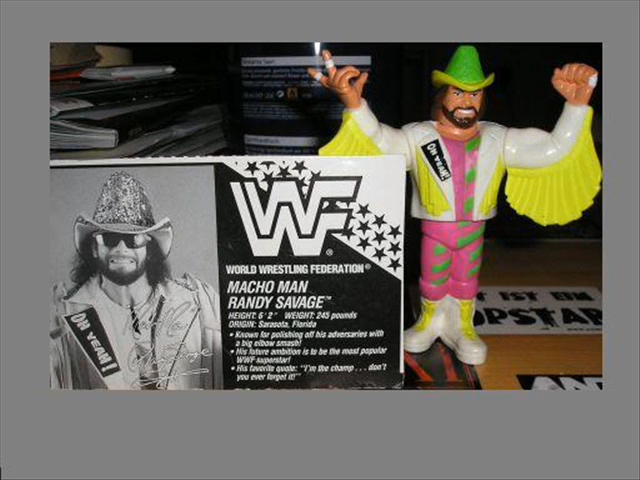 WF
WORLD WRESTLING FEDERATION®
MACHO MAN
RANDY SAVAGE™
HEIGHT: 6' 2" WEIGHT: 245 pounds
ORIGIN: Sarasota, Florida
• Known for polishing off his adversaries with
a big elbow smash!
• His future ambition is to be the most popular
WWF superstar!
• His favorite quote: "I'm the champ . . . don't
you ever forget it!"
OH YEAH!
OH YEAH!
T IST EIN
OPSTAR